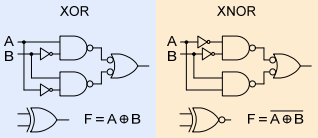 XOR
A
B
F = A⊕B
XNOR
A
B
F = A⊕B